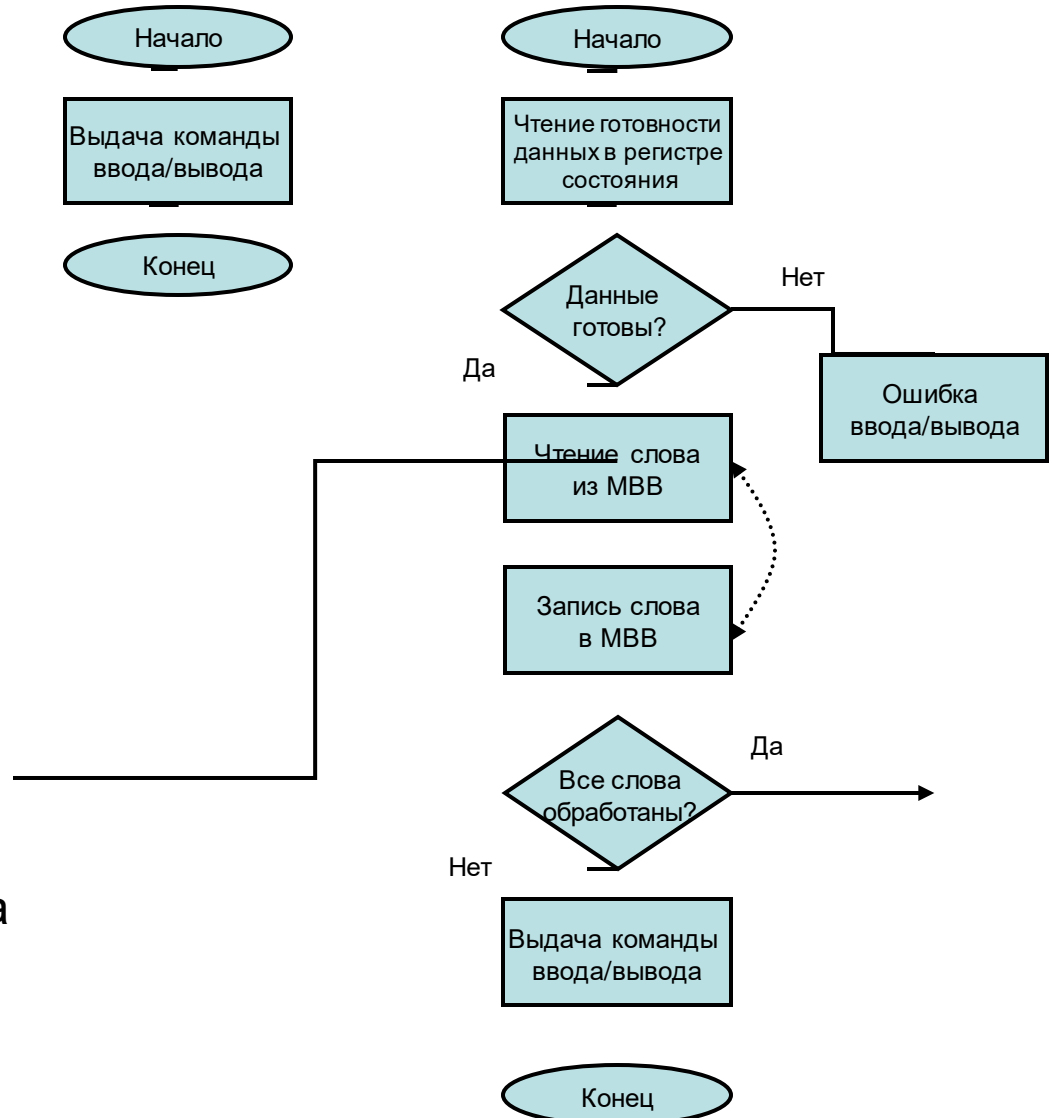 Начало
Выдача команды
ввода/вывода
Конец
Начало
Чтение готовности
данных в регистре
состояния
Данные
готовы?
Нет
Да
Ошибка
ввода/вывода
Чтение слова
из МВВ
Запись слова
в МВВ
Все слова
обработаны?
Да
Нет
а
Выдача команды
ввода/вывода
Конец